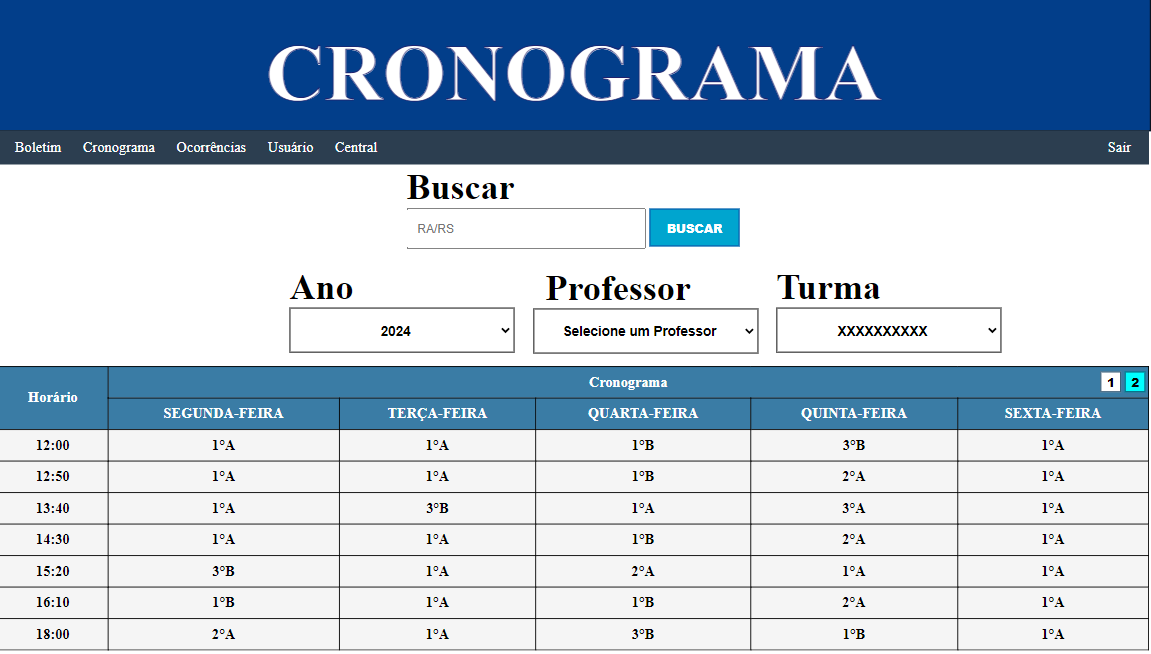 CRONOGRAMA
Boletim Cronograma Ocorrências Usuário Central Sair
Buscar
RA/RS BUSCAR
Ano Professor Turma
2024 Selecione um Professor XXXXXXXXXX
Horário Cronograma 1 2
SEGUNDA-FEIRA TERÇA-FEIRA QUARTA-FEIRA QUINTA-FEIRA SEXTA-FEIRA
12:00 1°A 1°A 1°B 3°B 1°A
12:50 1°A 1°A 1°B 2°A 1°A
13:40 1°A 3°B 1°A 3°A 1°A
14:30 1°A 1°A 1°B 2°A 1°A
15:20 3°B 1°A 2°A 1°A 1°A
16:10 1°B 1°A 1°B 2°A 1°A
18:00 2°A 1°A 3°B 1°B 1°A